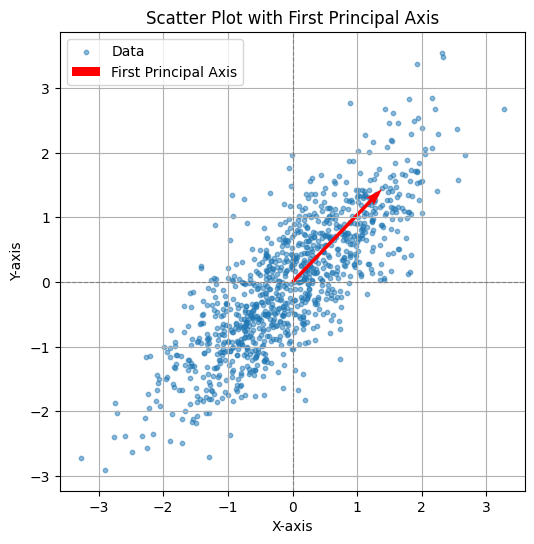 Scatter Plot with First Principal Axis
Data
First Principal Axis
Y-axis
3
2
1
0
−1
−2
−3
−3 −2 −1 0 1 2 3
X-axis